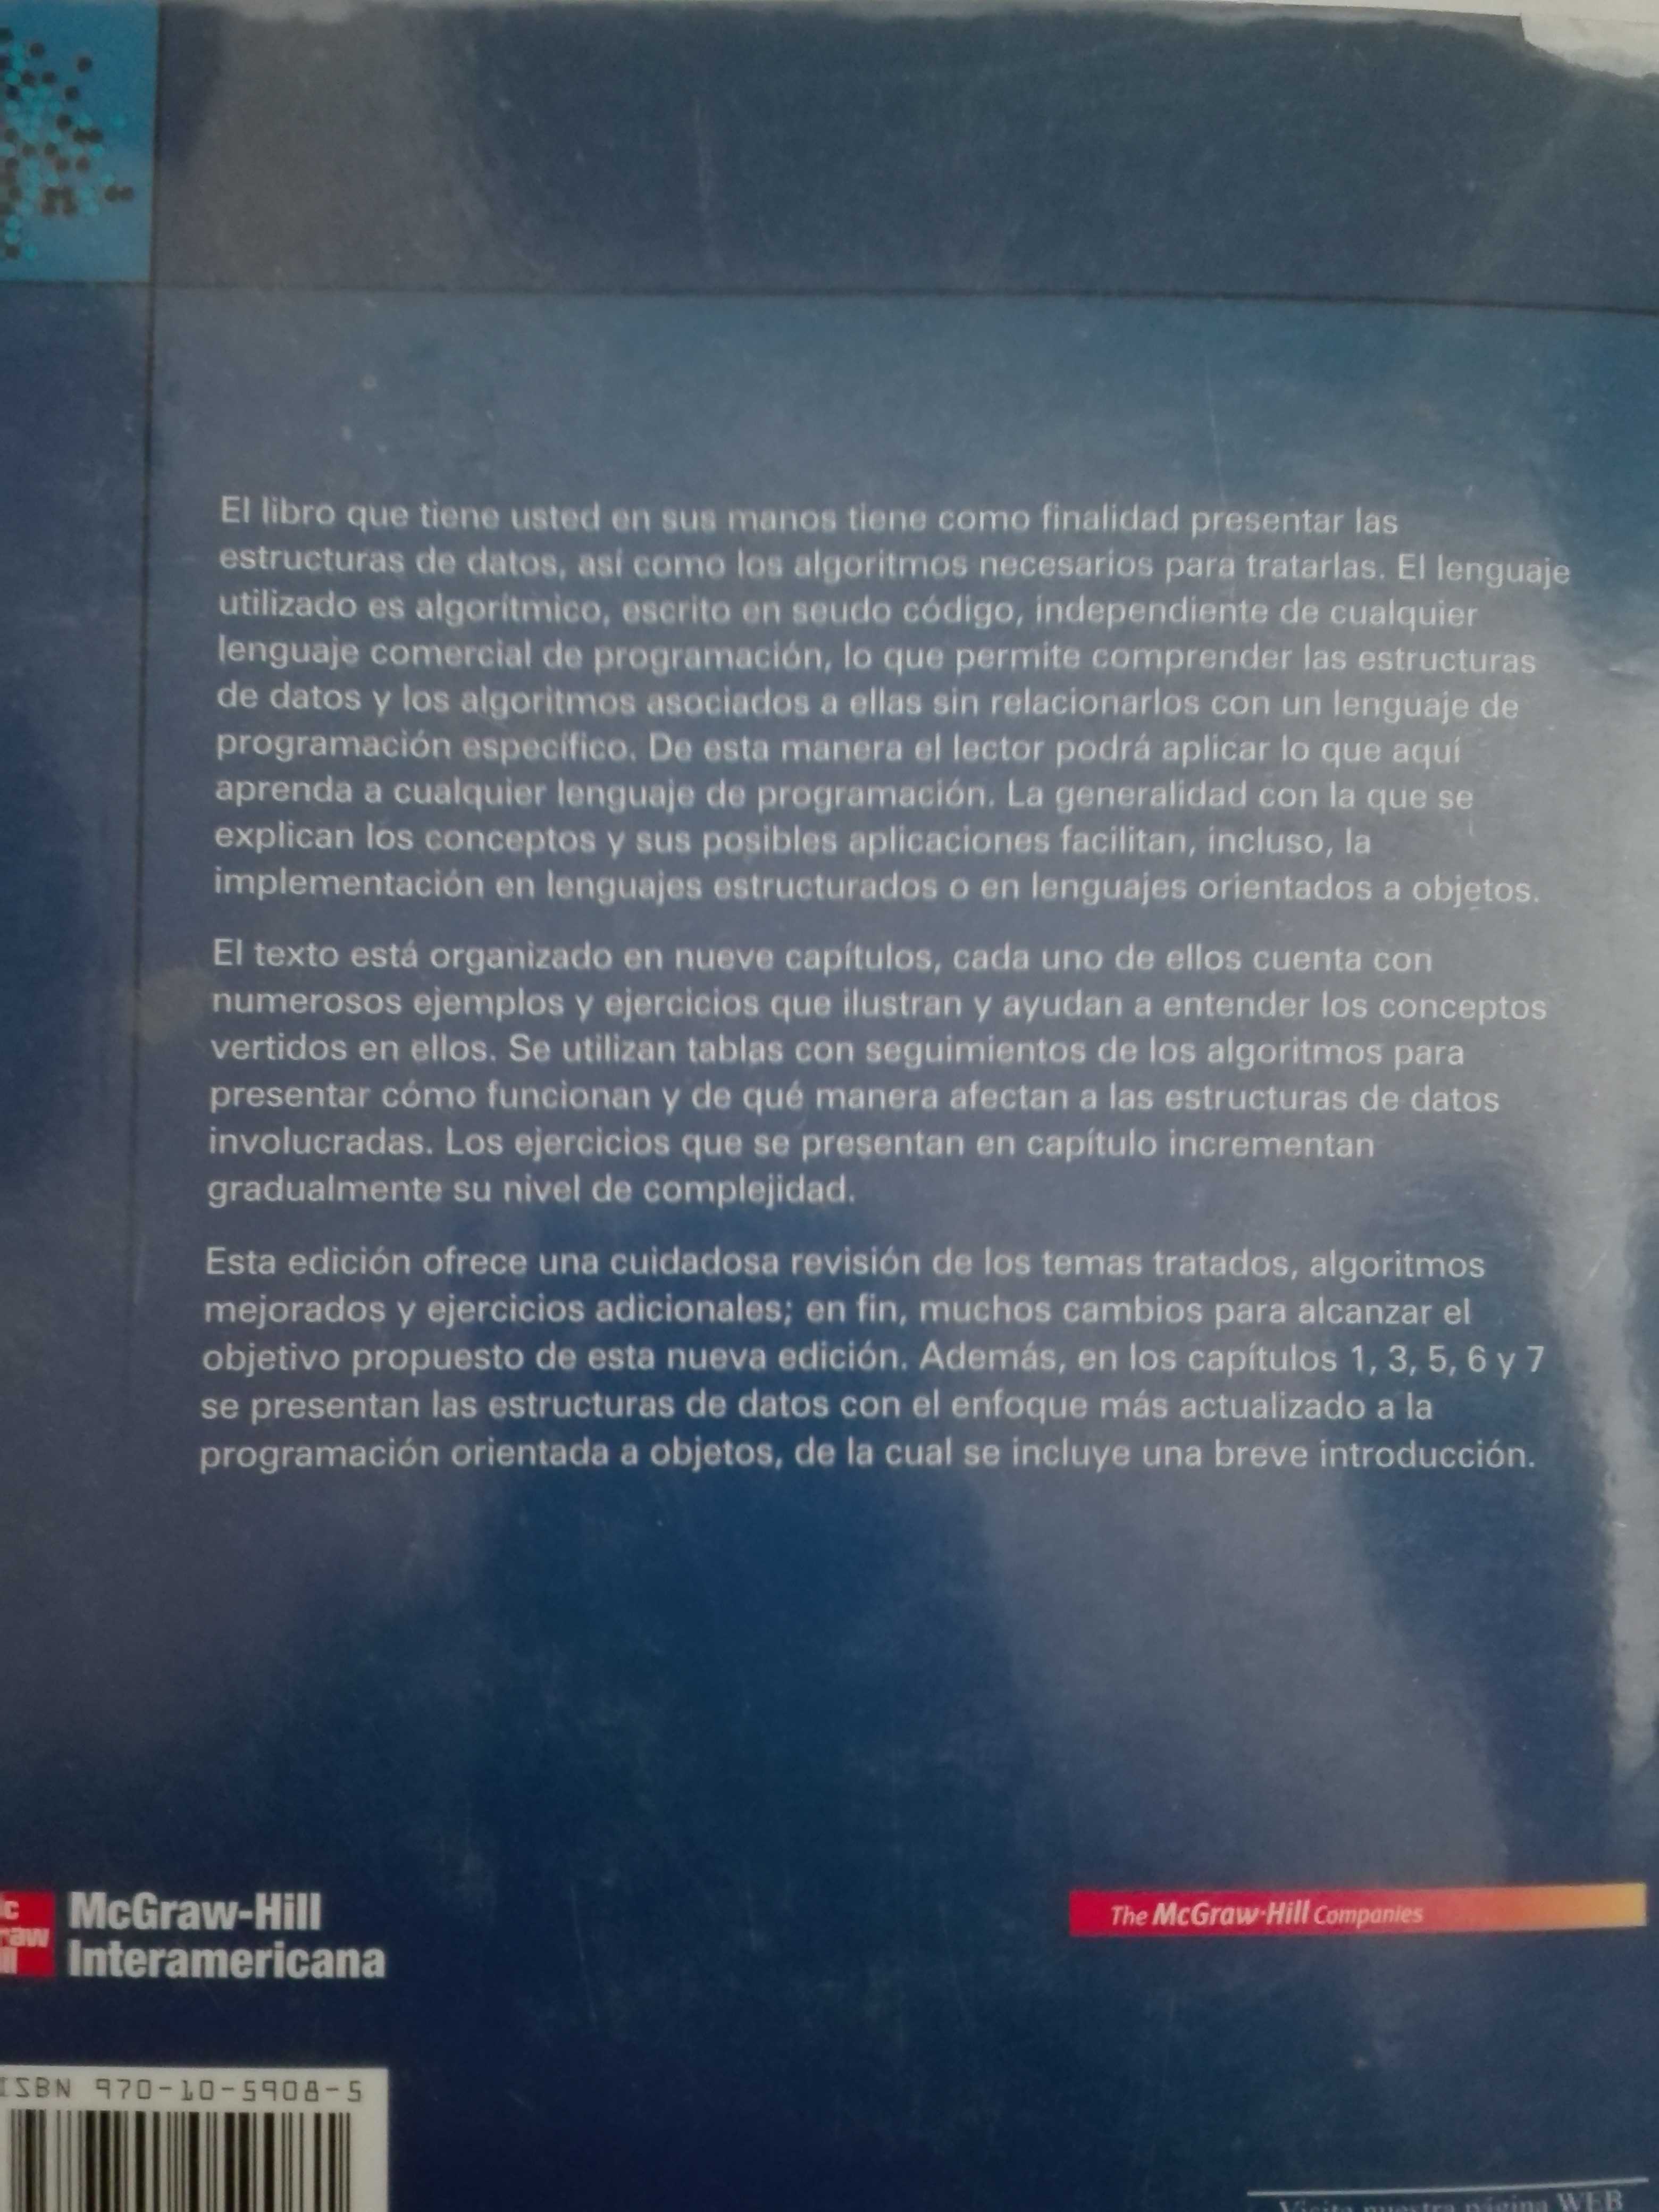 El libro que tiene usted en sus manos tiene como finalidad presentar las
estructuras de datos, así como los algoritmos necesarios para tratarlas. El lenguaje
utilizado es algorítmico, escrito en seudo código, independiente de cualquier
lenguaje comercial de programación, lo que permite comprender las estructuras
de datos y los algoritmos asociados a ellas sin relacionarlos con un lenguaje de
programación específico. De esta manera el lector podrá aplicar lo que aquí
aprenda a cualquier lenguaje de programación. La generalidad con la que se
explican los conceptos y sus posibles aplicaciones facilitan, incluso, la
implementación en lenguajes estructurados o en lenguajes orientados a objetos.
El texto está organizado en nueve capítulos, cada uno de ellos cuenta con
numerosos ejemplos y ejercicios que ilustran y ayudan a entender los conceptos
vertidos en ellos. Se utilizan tablas con seguimientos de los algoritmos para
presentar cómo funcionan y de qué manera afectan a las estructuras de datos
involucradas. Los ejercicios que se presentan en capítulo incrementan
gradualmente su nivel de complejidad.
Esta edición ofrece una cuidadosa revisión de los temas tratados, algoritmos
mejorados y ejercicios adicionales; en fin, muchos cambios para alcanzar el
objetivo propuesto de esta nueva edición. Además, en los capítulos 1, 3, 5, 6 y 7
se presentan las estructuras de datos con el enfoque más actualizado a la
programación orientada a objetos, de la cual se incluye una breve introducción.
McGraw-Hill
Interamericana
The McGraw-Hill Companies
ISBN 970-10-5908-5
Visite nuestra página WEB